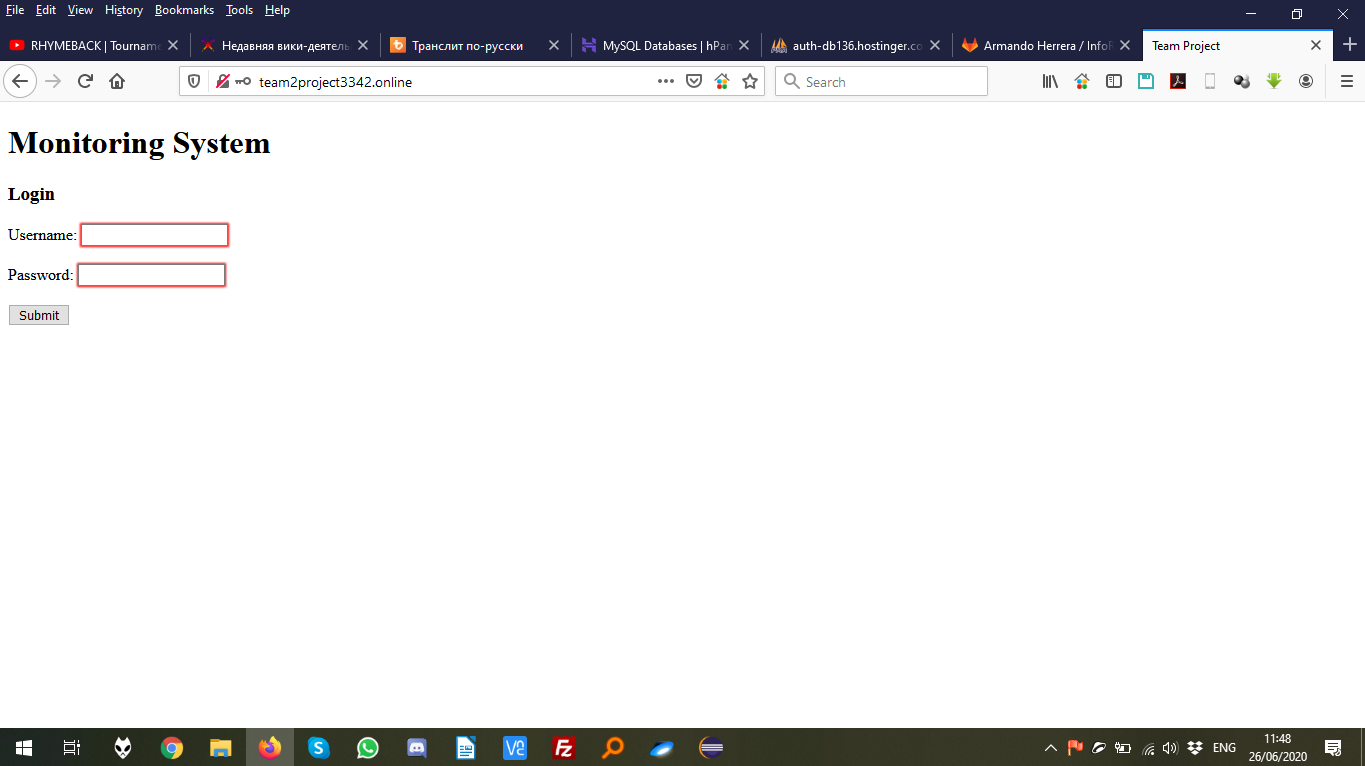 File Edit View History Bookmarks Tools Help
RHYMEBACK | Tourname
Недавняя вики-деятель
Транслит по-русски
MySQL Databases | hPan
auth-db136.hostinger.co
Armando Herrera / InfoP
Team Project
team2project3342.online
Search
Monitoring System
Login
Username:
Password:
Submit
ENG
11:48
26/06/2020